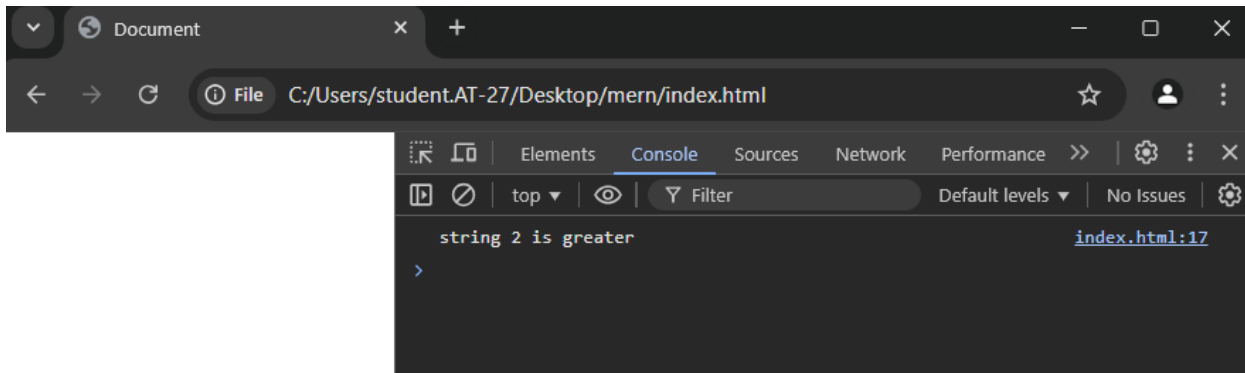 Document
File C:/Users/student.AT-27/Desktop/mern/index.html
Elements Console Sources Network Performance
top Filter Default levels No Issues
string 2 is greater index.html:17